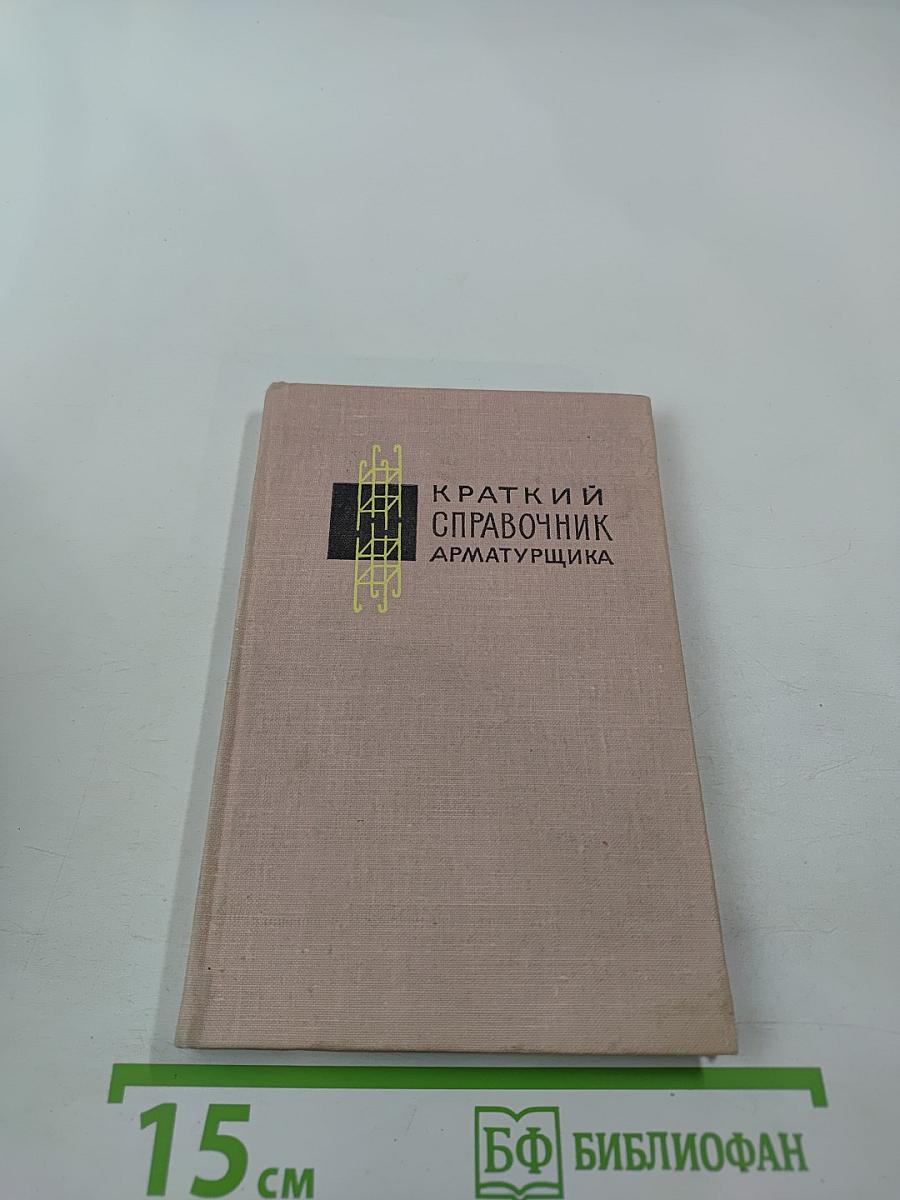 КРАТКИЙ
СПРАВОЧНИК
АРМАТУРЩИКА
15 см
БФ БИБЛИОФАН